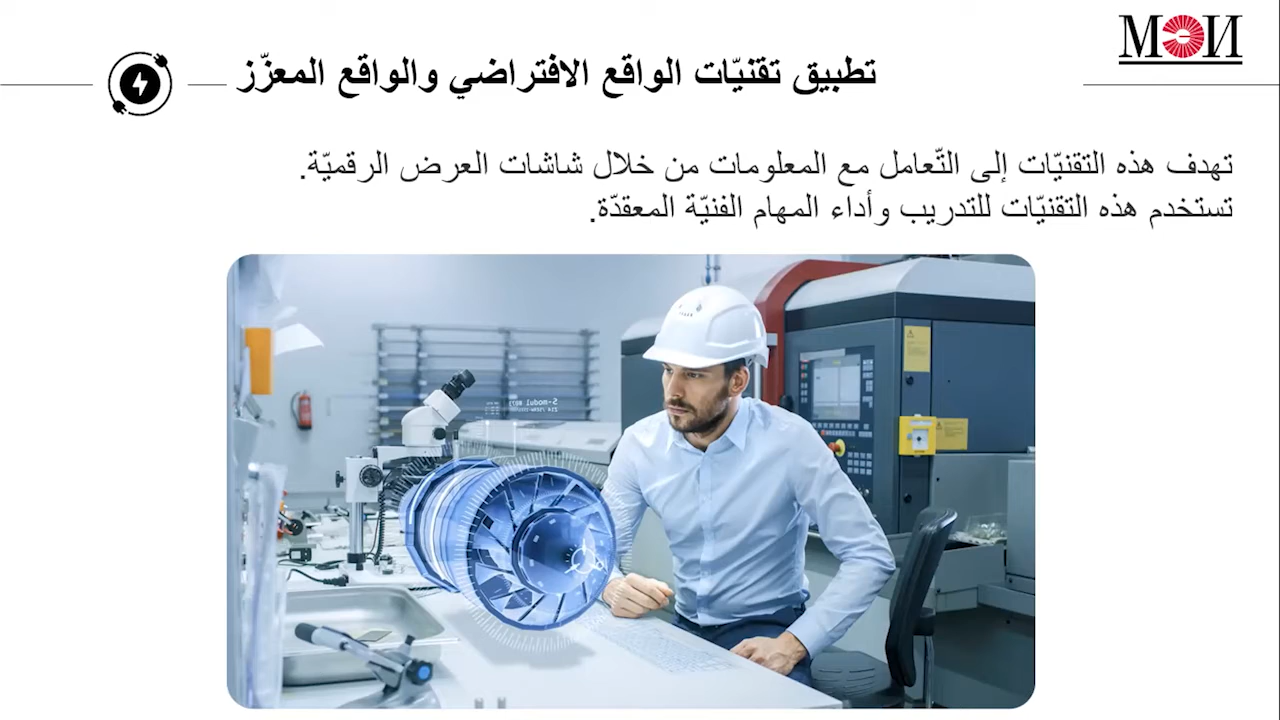 МЭИ
تطبيق تقنيّات الواقع الافتراضي والواقع المعزّز
تهدف هذه التقنيّات إلى التّعامل مع المعلومات من خلال شاشات العرض الرقميّة.
تستخدم هذه التقنيّات للتدريب وأداء المهام الفنيّة المعقدّة.